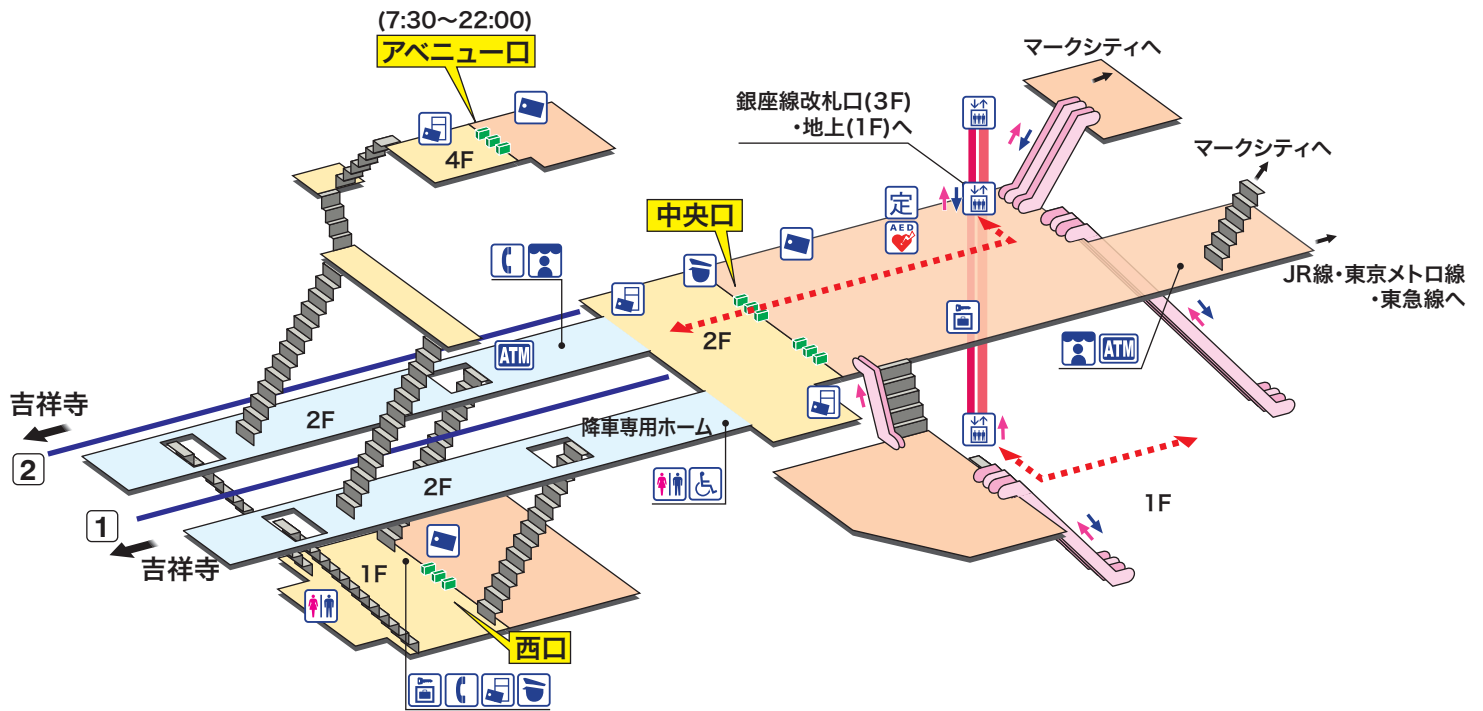 (7:30～22:00)
アベニュー口
4F
マークシティへ
銀座線改札口(3F)
・地上(1F)へ
マークシティへ
定
AED
中央口
JR線・東京メトロ線
・東急線へ
2F
ATM
ATM
吉祥寺
2
2F
降車専用ホーム
2F
1
吉祥寺
1F
1F
西口